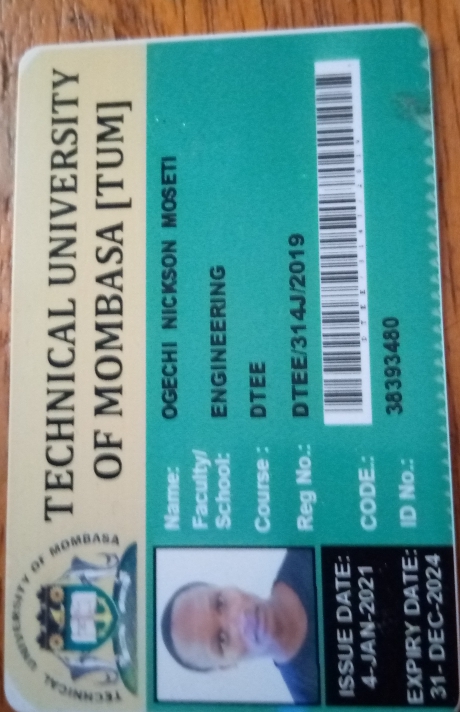 TECHNICAL UNIVERSITY
OF MOMBASA [TUM]
TECHNICAL UNIVERSITY OF MOMBASA
Name: OGECHI NICKSON MOSETI
Faculty/
School: ENGINEERING
Course : DTEE
Reg No.: DTEE/314J/2019
CODE.:
ID No.: 38393480
ISSUE DATE:
4-JAN-2021
EXPIRY DATE:
31- DEC-2024